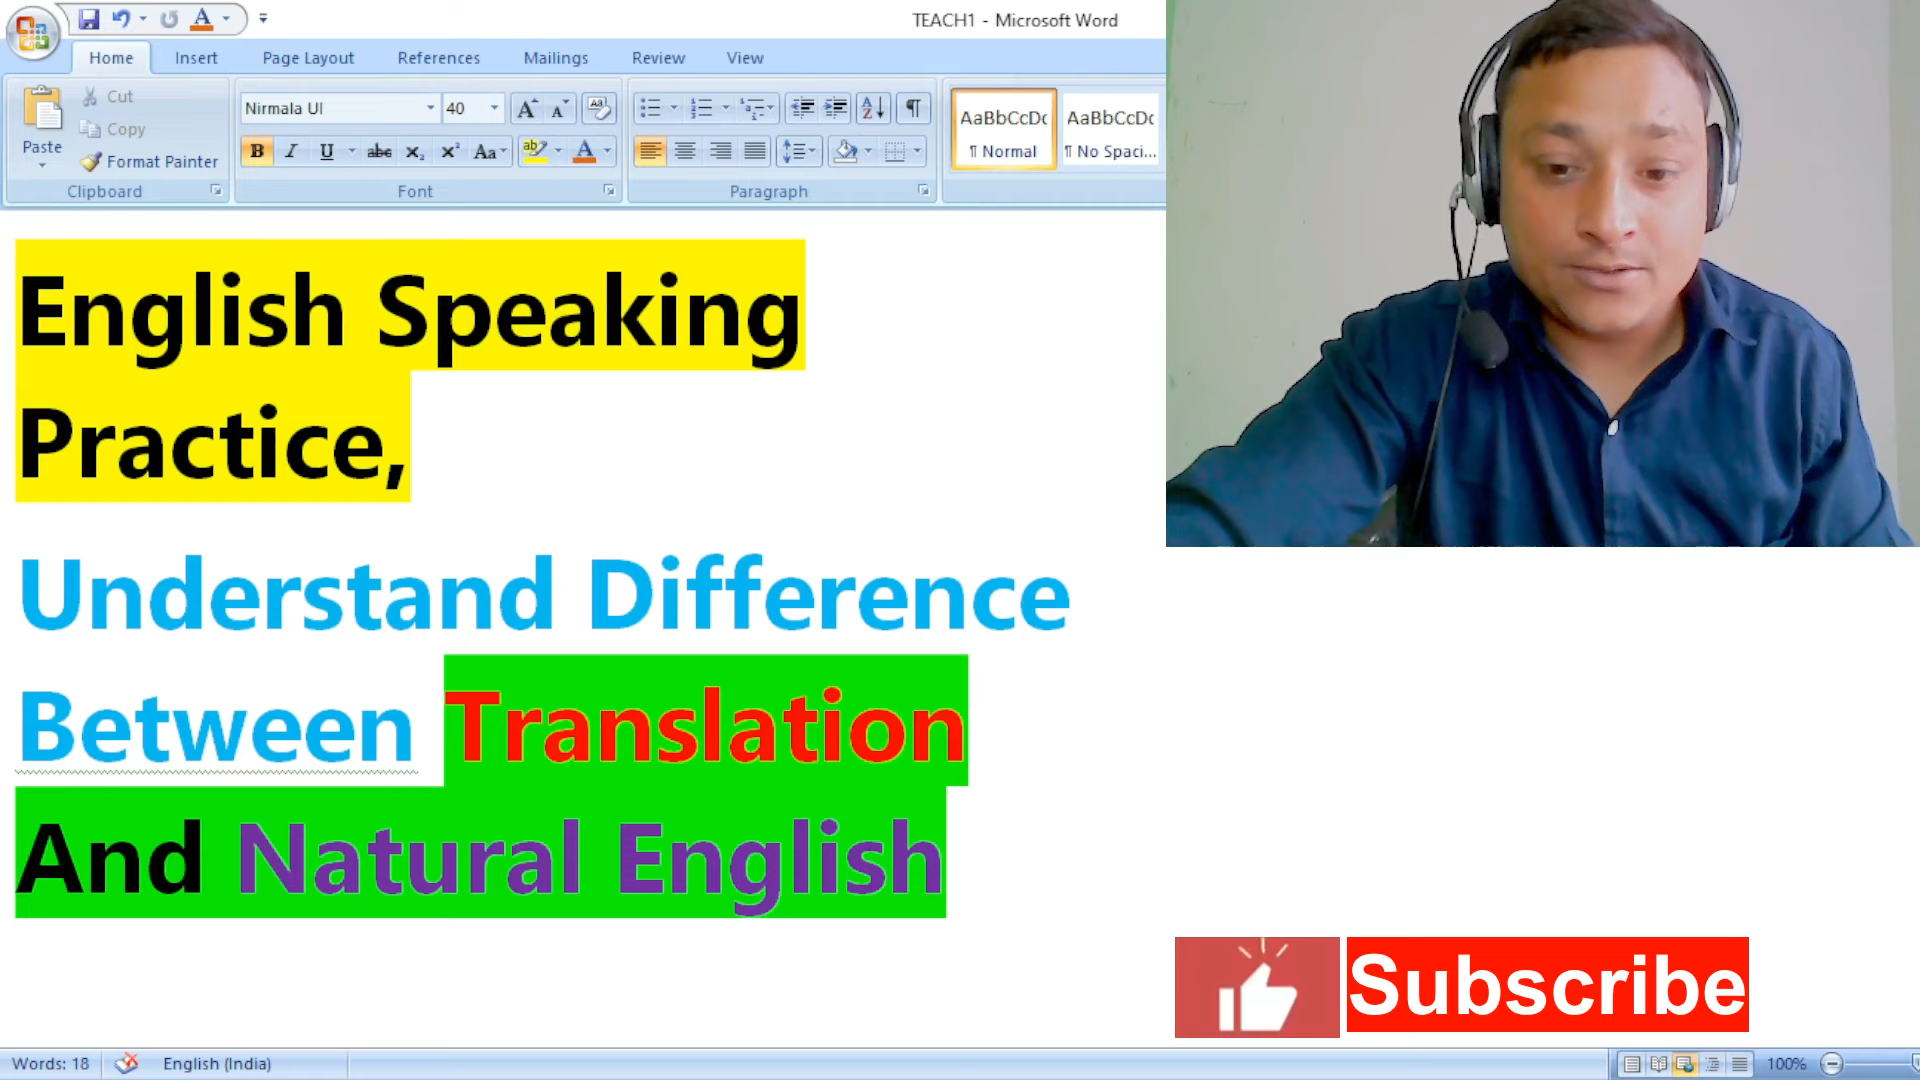 TEACH1 - Microsoft Word
Home Insert Page Layout References Mailings Review View
Paste
Cut
Copy
Format Painter
Clipboard
Nirmala UI 40
Font
Paragraph
AaBbCcDc AaBbCcDc
¶ Normal ¶ No Spaci...
English Speaking
Practice,
Understand Difference
Between Translation
And Natural English
Subscribe
Words: 18 English (India) 100%